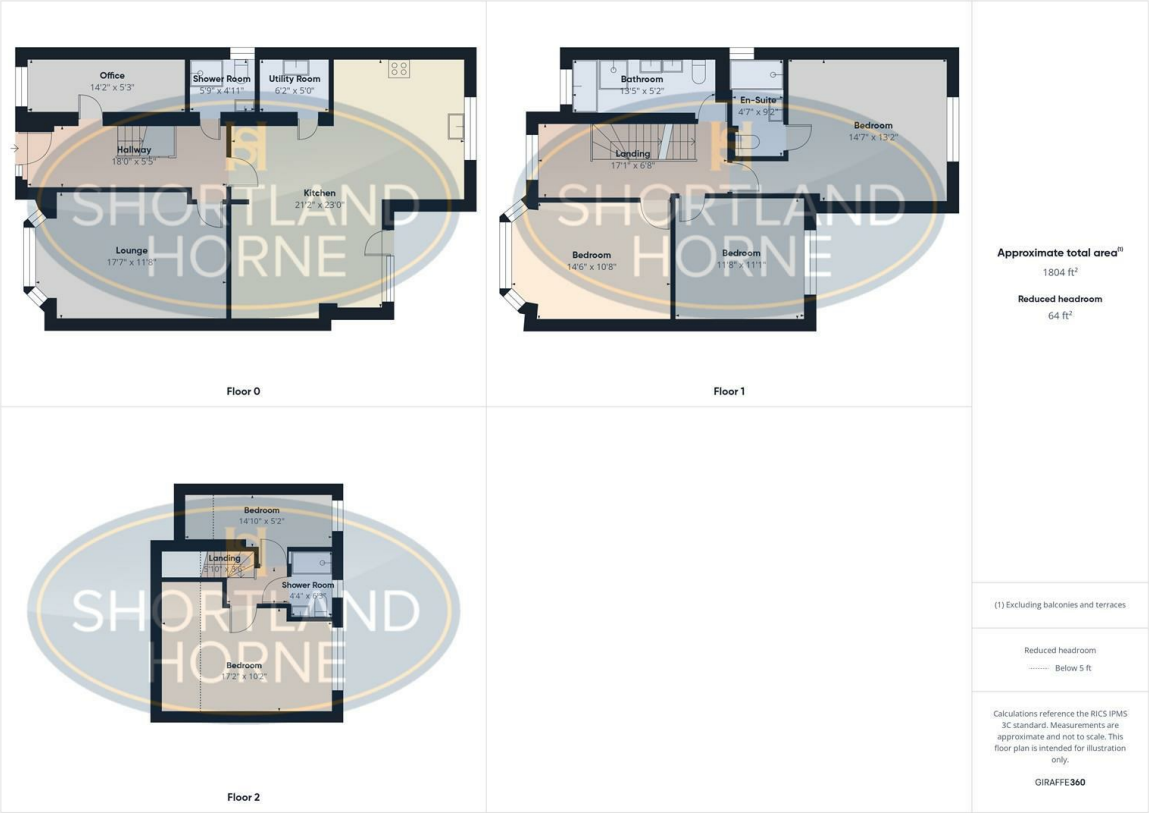 Office
14'2" x 5'3"
Shower Room
5'9" x 4'11"
Utility Room
6'2" x 5'0"
Hallway
18'0" x 5'5"
Kitchen
21'2" x 23'0"
Lounge
17'7" x 11'8"
SHORTLAND
HORNE
Floor 0
Bathroom
13'5" x 5'2"
En-Suite
4'7" x 9'2"
Bedroom
14'7" x 13'2"
Landing
17'1" x 6'8"
Bedroom
14'6" x 10'8"
Bedroom
11'8" x 11'1"
SHORTLAND
HORNE
Floor 1
Bedroom
14'10" x 5'2"
Landing
Shower Room
Bedroom
17'2" x 10'2"
SHORTLAND
HORNE
Floor 2
Approximate total area(1)
1804 ft²
Reduced headroom
64 ft²
(1) Excluding balconies and terraces
Reduced headroom
Below 5 ft
Calculations reference the RICS IPMS
3C standard. Measurements are
approximate and not to scale. This
floor plan is intended for illustration
only.
GIRAFFE360